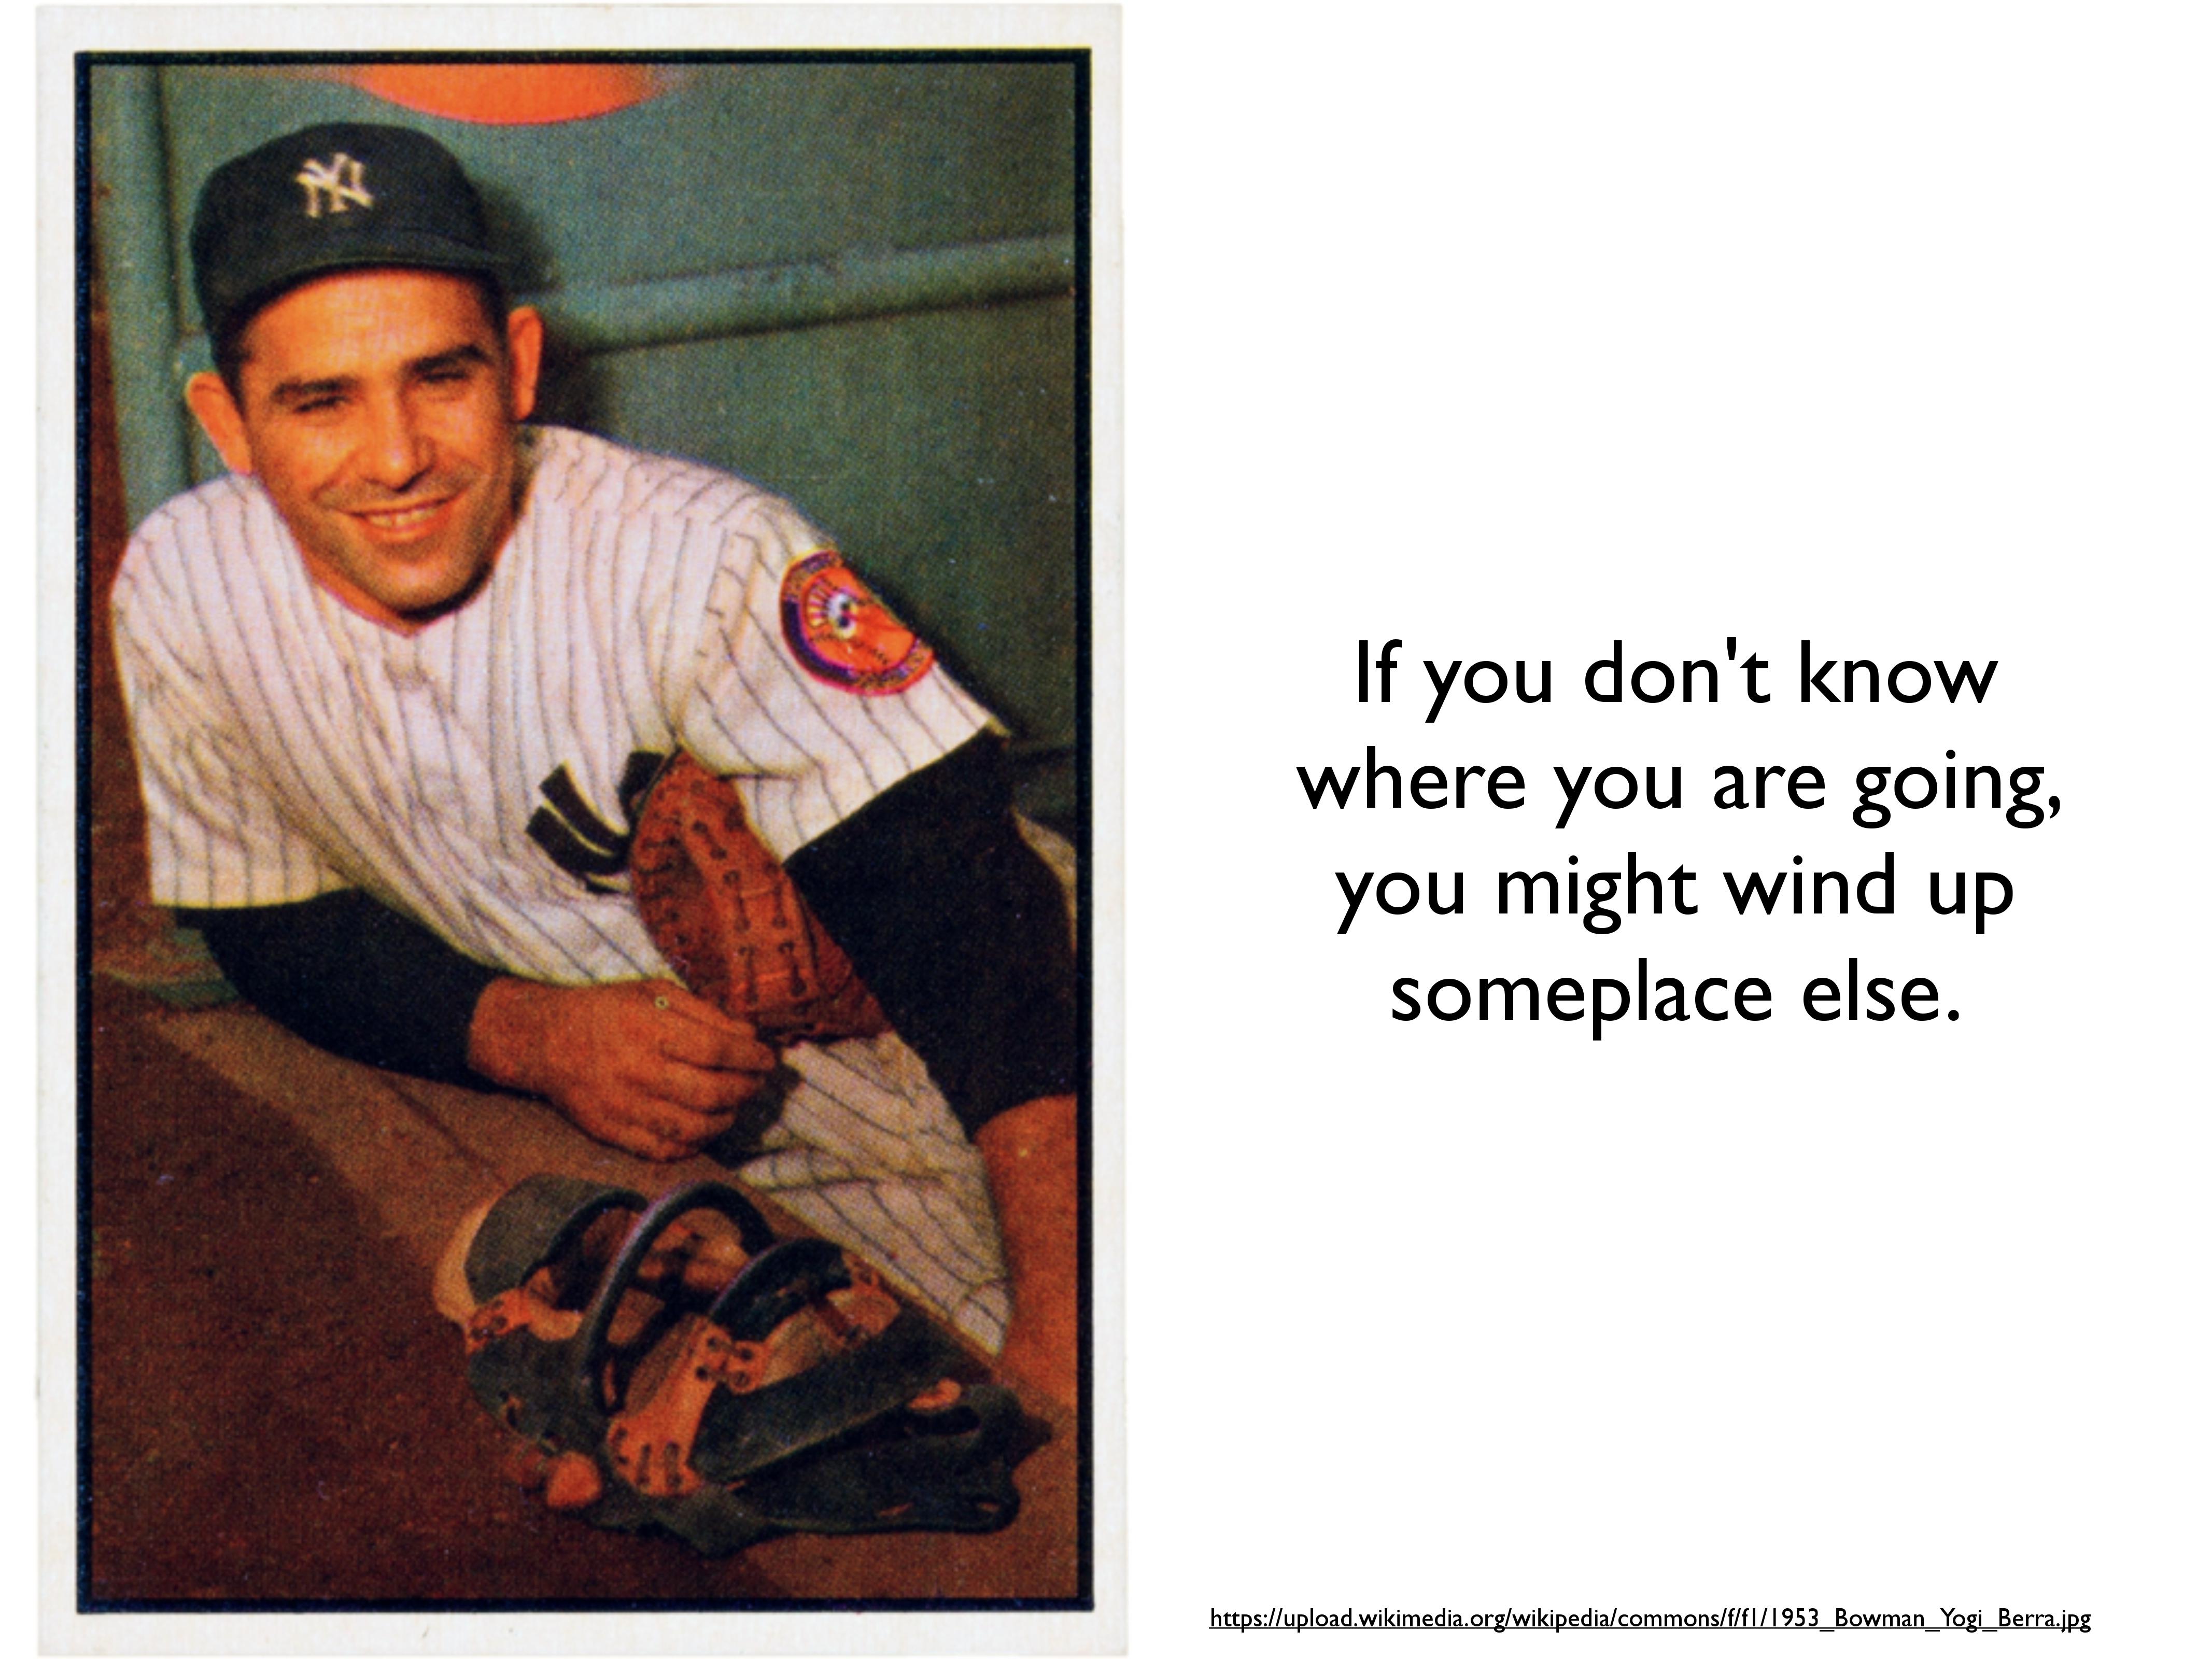 NY
If you don't know
where you are going,
you might wind up
someplace else.
https://upload.wikimedia.org/wikipedia/commons/f/f1/1953_Bowman_Yogi_Berra.jpg